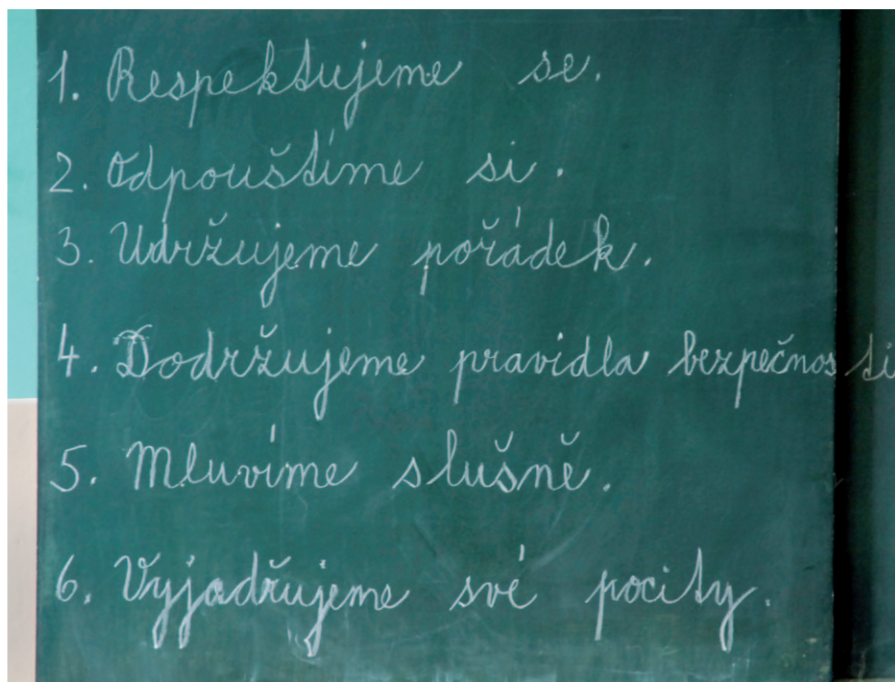 1. Respektujeme se.
2. Odpouštíme si.
3. Udržujeme pořádek.
4. Dodržujeme pravidla bezpečnosti
5. Mluvíme slušně.
6. Vyjadřujeme své pocity.